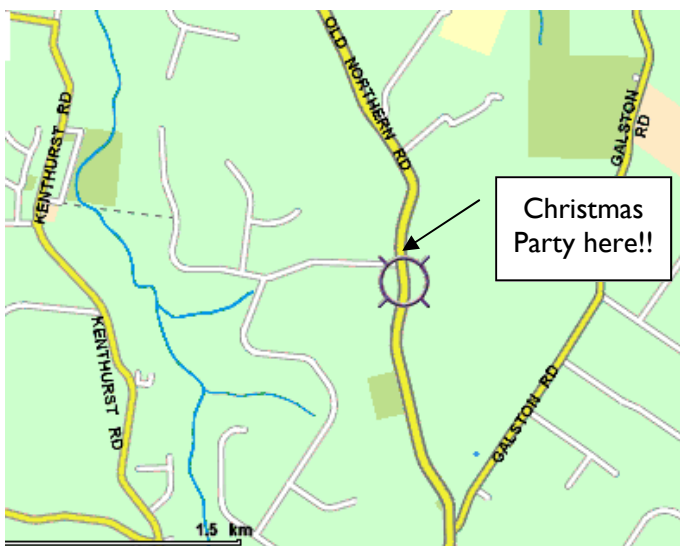 OLD NORTHERN RD
GALSTON
RD
KENTHURST RD
Christmas
Party here!!
KENTHURST RD
GALSTON RD
1.5 km